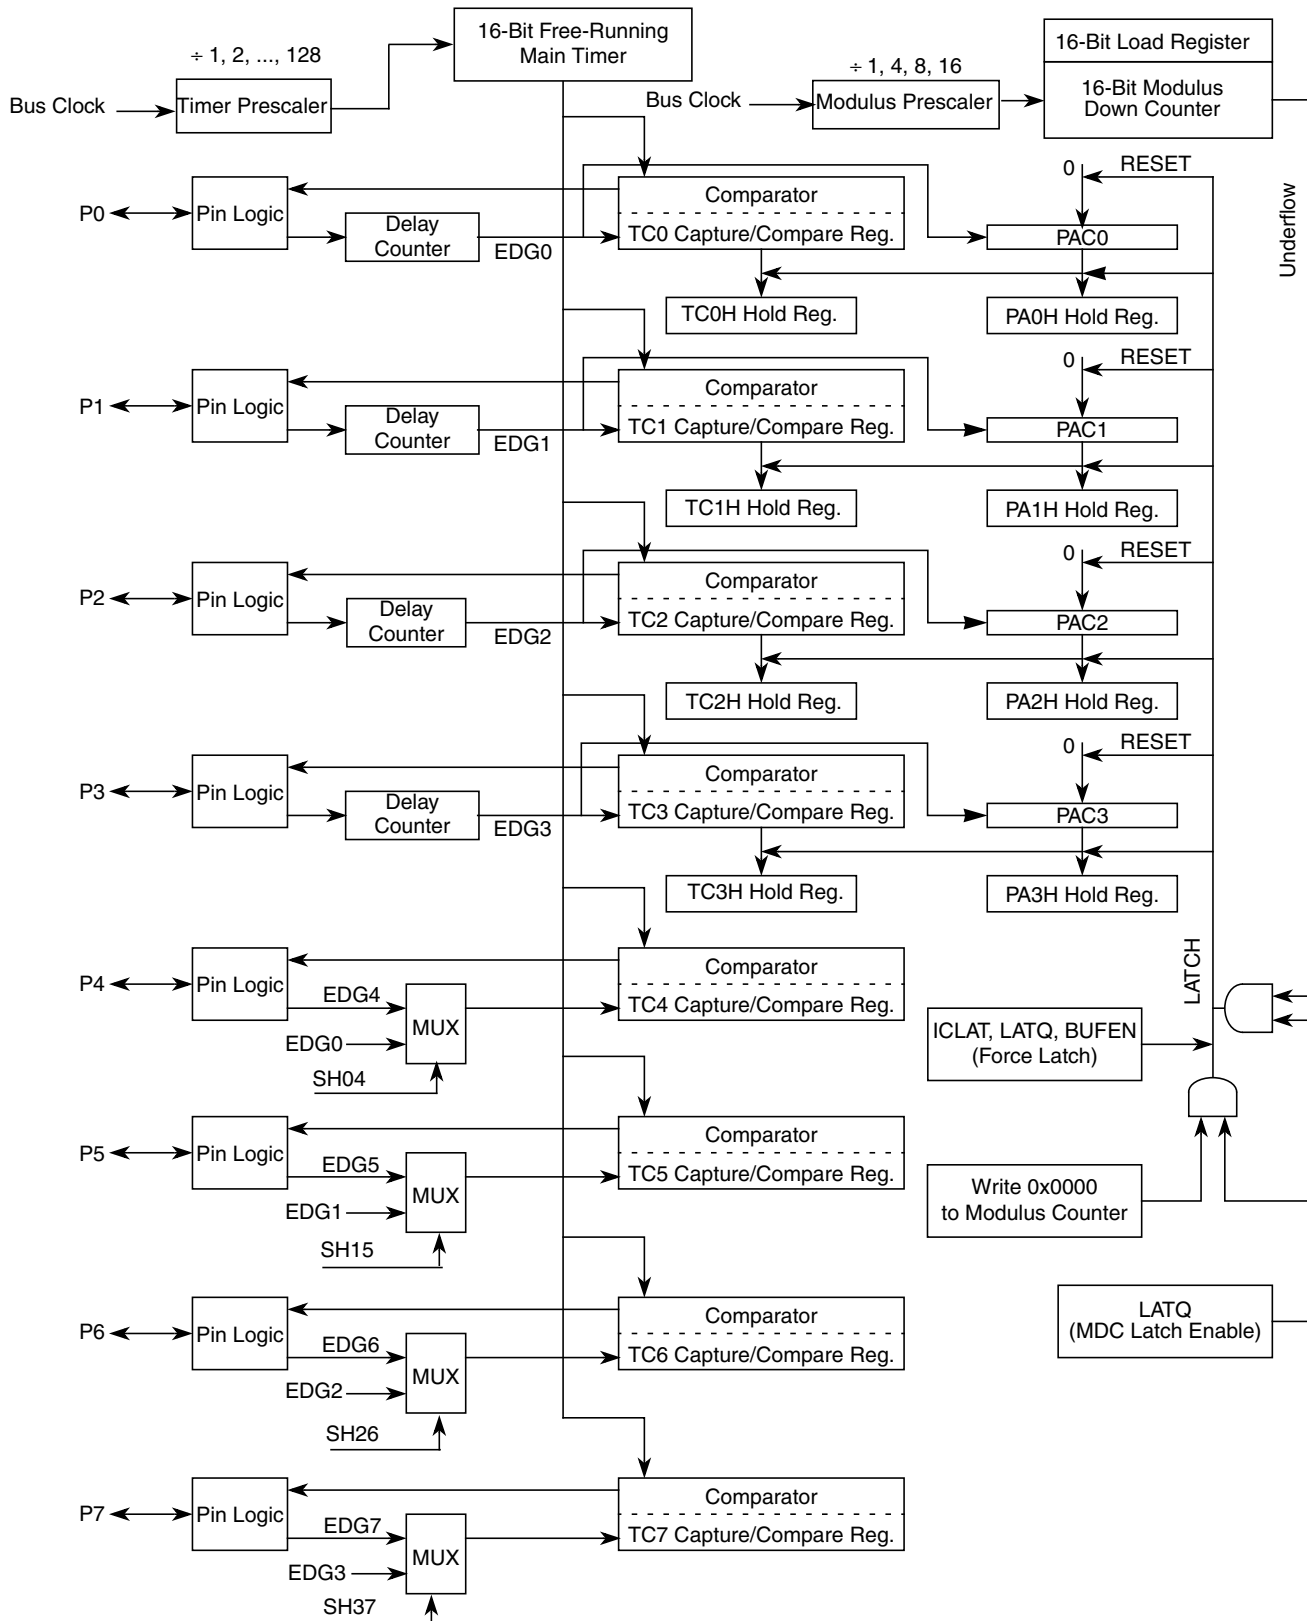 ÷ 1, 2, ..., 128
Bus Clock
Timer Prescaler
16-Bit Free-Running
Main Timer
÷ 1, 4, 8, 16
Bus Clock
Modulus Prescaler
16-Bit Load Register
16-Bit Modulus
Down Counter
Underflow
P0
Pin Logic
Delay
Counter
EDG0
Comparator
TC0 Capture/Compare Reg.
TC0H Hold Reg.
0
RESET
PAC0
PA0H Hold Reg.
P1
Pin Logic
Delay
Counter
EDG1
Comparator
TC1 Capture/Compare Reg.
TC1H Hold Reg.
0
RESET
PAC1
PA1H Hold Reg.
P2
Pin Logic
Delay
Counter
EDG2
Comparator
TC2 Capture/Compare Reg.
TC2H Hold Reg.
0
RESET
PAC2
PA2H Hold Reg.
P3
Pin Logic
Delay
Counter
EDG3
Comparator
TC3 Capture/Compare Reg.
TC3H Hold Reg.
0
RESET
PAC3
PA3H Hold Reg.
LATCH
P4
Pin Logic
EDG4
EDG0
MUX
SH04
Comparator
TC4 Capture/Compare Reg.
ICLAT, LATQ, BUFEN
(Force Latch)
P5
Pin Logic
EDG5
EDG1
MUX
SH15
Comparator
TC5 Capture/Compare Reg.
Write 0x0000
to Modulus Counter
P6
Pin Logic
EDG6
EDG2
MUX
SH26
Comparator
TC6 Capture/Compare Reg.
LATQ
(MDC Latch Enable)
P7
Pin Logic
EDG7
EDG3
MUX
SH37
Comparator
TC7 Capture/Compare Reg.